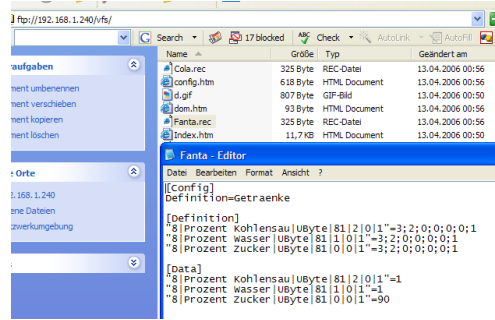 ftp://192.168.1.240/vfs/
Search
17 blocked
Check
AutoLink
AutoFill
Name
Größe
Typ
Geändert am
Cola.rec 325 Byte REC-Datei 13.04.2006 00:56
config.htm 618 Byte HTML Document 13.04.2006 00:56
d.gif 807 Byte GIF-Bild 13.04.2006 00:50
dom.htm 93 Byte HTML Document 13.04.2006 00:56
Fanta.rec 325 Byte REC-Datei 13.04.2006 00:56
Index.htm 11,7 KB HTML Document 13.04.2006 00:50
raufgaben
ment umbenennen
ment verschieben
ment kopieren
ment löschen
e Orte
2.168.1.240
ene Dateien
zwerkumgebung
Fanta - Editor
Datei Bearbeiten Format Ansicht ?
[Config]
Definition=Getraenke
[Definition]
"8|Prozent Kohlensau|UByte|81|2|0|1"=3;2;0;0;0;0;1
"8|Prozent Wasser|UByte|81|1|0|1"=3;2;0;0;0;0;1
"8|Prozent Zucker|UByte|81|0|0|1"=3;2;0;0;0;0;1
[Data]
"8|Prozent Kohlensau|UByte|81|2|0|1"=1
"8|Prozent Wasser|UByte|81|1|0|1"=1
"8|Prozent Zucker|UByte|81|0|0|1"=90